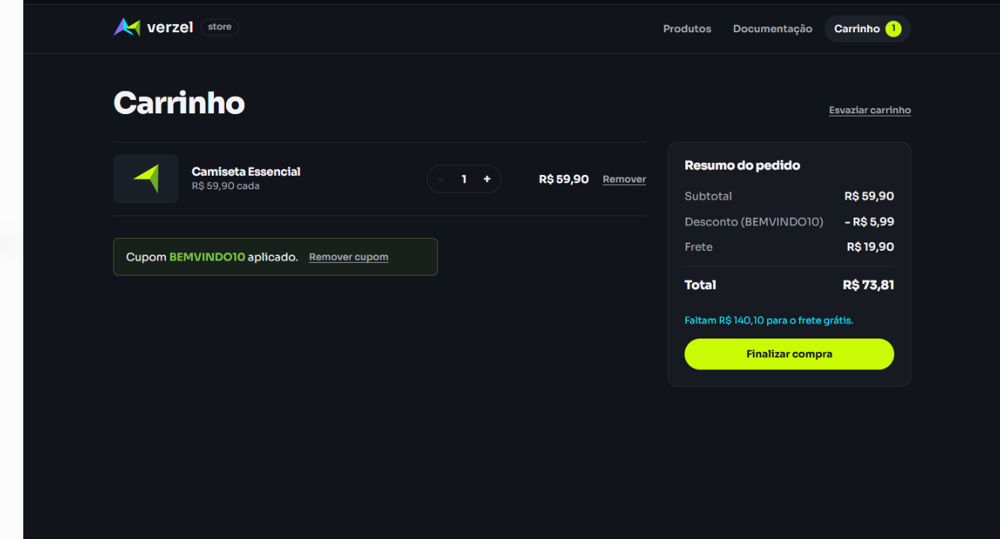 verzel store
Produtos Documentação Carrinho 1
Carrinho
Esvaziar carrinho
Camiseta Essencial
R$ 59,90 cada
- 1 + R$ 59,90 Remover
Cupom BEMVINDO10 aplicado. Remover cupom
Resumo do pedido
Subtotal R$ 59,90
Desconto (BEMVINDO10) - R$ 5,99
Frete R$ 19,90
Total R$ 73,81
Faltam R$ 140,10 para o frete grátis.
Finalizar compra